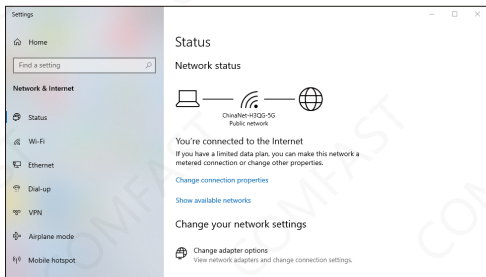 Settings
Home
Find a setting
Network & Internet
Status
Wi-Fi
Ethernet
Dial-up
VPN
Airplane mode
Mobile hotspot
Status
Network status
ChinaNet-H3QG-5G
Public network
You're connected to the Internet
If you have a limited data plan, you can make this network a
metered connection or change other properties.
Change connection properties
Show available networks
Change your network settings
Change adapter options
View network adapters and change connection settings.
COMFAST
COMFAST